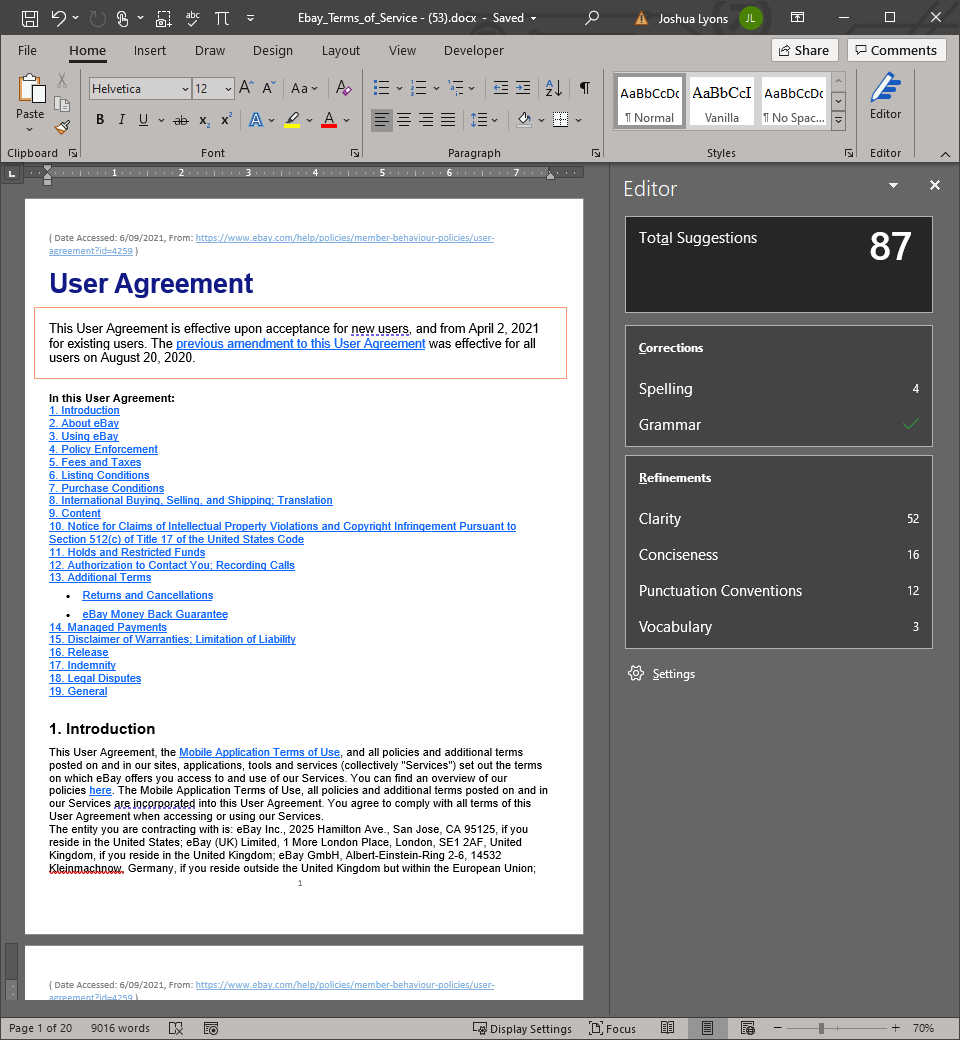 abc
Ebay_Terms_of_Service - (53).docx - Saved
Joshua Lyons
JL
File Home Insert Draw Design Layout View Developer
Share
Comments
Paste
Helvetica
12
Aa
B I U ab x₂ x² A A
Clipboard
Font
Paragraph
AaBbCcDc
¶ Normal
AaBbCcI
Vanilla
AaBbCcDc
¶ No Spac...
Styles
Editor
Editor
1 2 3 4 5 6 7
( Date Accessed: 6/09/2021, From: https://www.ebay.com/help/policies/member-behaviour-policies/user-
agreement?id=4259 )
User Agreement
This User Agreement is effective upon acceptance for new users, and from April 2, 2021
for existing users. The previous amendment to this User Agreement was effective for all
users on August 20, 2020.
In this User Agreement:
1. Introduction
2. About eBay
3. Using eBay
4. Policy Enforcement
5. Fees and Taxes
6. Listing Conditions
7. Purchase Conditions
8. International Buying, Selling, and Shipping; Translation
9. Content
10. Notice for Claims of Intellectual Property Violations and Copyright Infringement Pursuant to
Section 512(c) of Title 17 of the United States Code
11. Holds and Restricted Funds
12. Authorization to Contact You; Recording Calls
13. Additional Terms
• Returns and Cancellations
• eBay Money Back Guarantee
14. Managed Payments
15. Disclaimer of Warranties; Limitation of Liability
16. Release
17. Indemnity
18. Legal Disputes
19. General
1. Introduction
This User Agreement, the Mobile Application Terms of Use, and all policies and additional terms
posted on and in our sites, applications, tools and services (collectively "Services") set out the terms
on which eBay offers you access to and use of our Services. You can find an overview of our
policies here. The Mobile Application Terms of Use, all policies and additional terms posted on and in
our Services are incorporated into this User Agreement. You agree to comply with all terms of this
User Agreement when accessing or using our Services.
The entity you are contracting with is: eBay Inc., 2025 Hamilton Ave., San Jose, CA 95125, if you
reside in the United States; eBay (UK) Limited, 1 More London Place, London, SE1 2AF, United
Kingdom, if you reside in the United Kingdom; eBay GmbH, Albert-Einstein-Ring 2-6, 14532
Kleinmachnow, Germany, if you reside outside the United Kingdom but within the European Union;
1
( Date Accessed: 6/09/2021, From: https://www.ebay.com/help/policies/member-behaviour-policies/user-
agreement?id=4259 )
Editor
Total Suggestions 87
Corrections
Spelling 4
Grammar
Refinements
Clarity 52
Conciseness 16
Punctuation Conventions 12
Vocabulary 3
Settings
Page 1 of 20 9016 words Display Settings Focus 70%